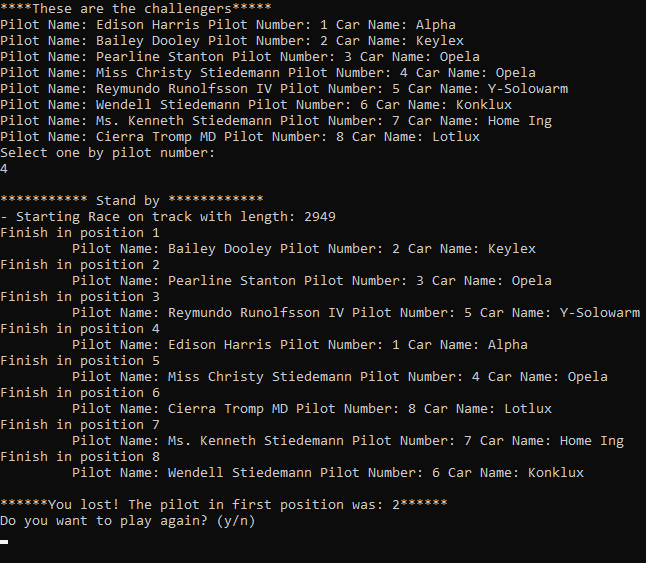 ****These are the challengers*****
Pilot Name: Edison Harris Pilot Number: 1 Car Name: Alpha
Pilot Name: Bailey Dooley Pilot Number: 2 Car Name: Keylex
Pilot Name: Pearline Stanton Pilot Number: 3 Car Name: Opela
Pilot Name: Miss Christy Stiedemann Pilot Number: 4 Car Name: Opela
Pilot Name: Reymundo Runolfsson IV Pilot Number: 5 Car Name: Y-Solowarm
Pilot Name: Wendell Stiedemann Pilot Number: 6 Car Name: Konklux
Pilot Name: Ms. Kenneth Stiedemann Pilot Number: 7 Car Name: Home Ing
Pilot Name: Cierra Tromp MD Pilot Number: 8 Car Name: Lotlux
Select one by pilot number:
4
*********** Stand by ************
- Starting Race on track with length: 2949
Finish in position 1
Pilot Name: Bailey Dooley Pilot Number: 2 Car Name: Keylex
Finish in position 2
Pilot Name: Pearline Stanton Pilot Number: 3 Car Name: Opela
Finish in position 3
Pilot Name: Reymundo Runolfsson IV Pilot Number: 5 Car Name: Y-Solowarm
Finish in position 4
Pilot Name: Edison Harris Pilot Number: 1 Car Name: Alpha
Finish in position 5
Pilot Name: Miss Christy Stiedemann Pilot Number: 4 Car Name: Opela
Finish in position 6
Pilot Name: Cierra Tromp MD Pilot Number: 8 Car Name: Lotlux
Finish in position 7
Pilot Name: Ms. Kenneth Stiedemann Pilot Number: 7 Car Name: Home Ing
Finish in position 8
Pilot Name: Wendell Stiedemann Pilot Number: 6 Car Name: Konklux
******You lost! The pilot in first position was: 2******
Do you want to play again? (y/n)